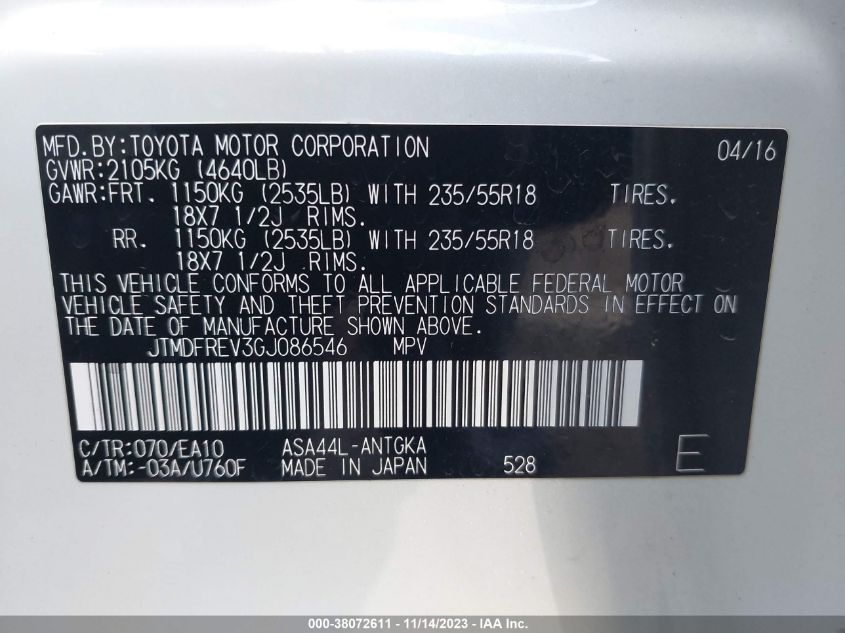 MFD.BY:TOYOTA MOTOR CORPORATION 04/16
GVWR:2105KG (4640LB)
GAWR:FRT. 1150KG (2535LB) WITH 235/55R18 TIRES.
18X7 1/2J RIMS.
RR. 1150KG (2535LB) WITH 235/55R18 TIRES.
18X7 1/2J RIMS.
THIS VEHICLE CONFORMS TO ALL APPLICABLE FEDERAL MOTOR
VEHICLE SAFETY AND THEFT PREVENTION STANDARDS IN EFFECT ON
THE DATE OF MANUFACTURE SHOWN ABOVE.
JTMDFREV3GJ086546 MPV
C/TR:070/EA10 ASA44L-ANTGKA
A/TM:-03A/U760F MADE IN JAPAN 528 E
000-38072611 - 11/14/2023 - IAA Inc.